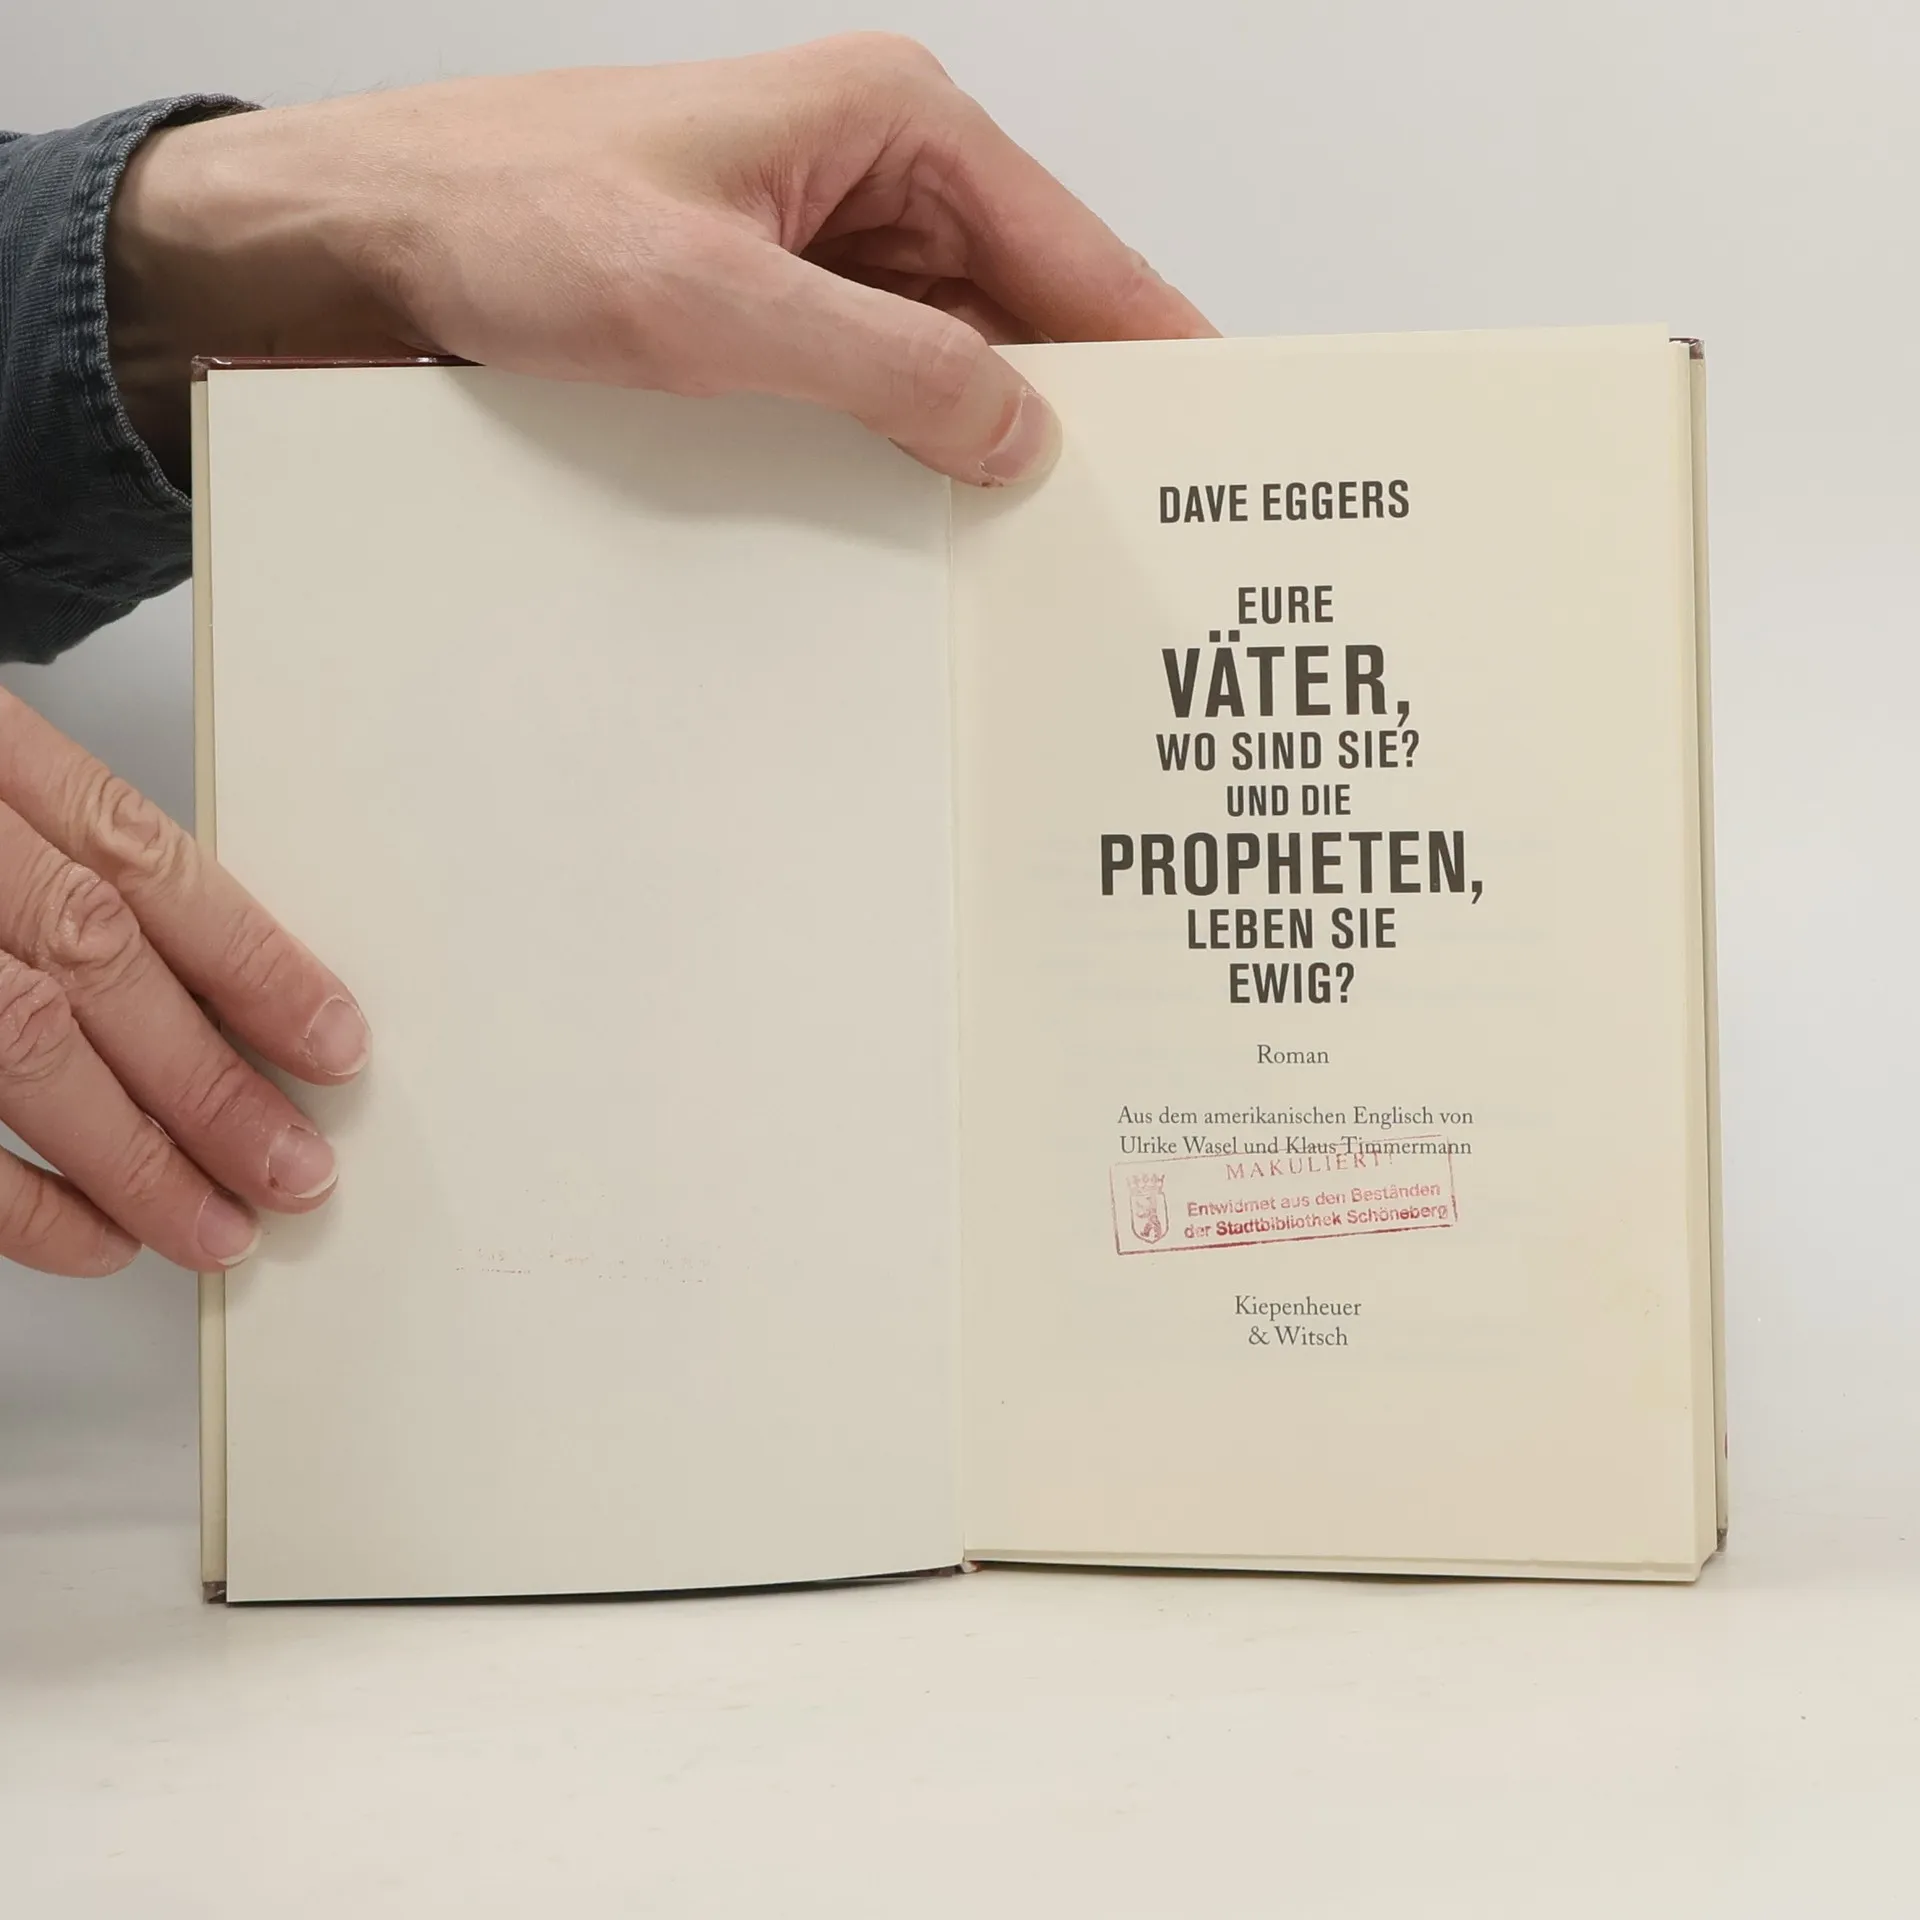 DAVE EGGERS
EURE
VÄTER,
WO SIND SIE?
UND DIE
PROPHETEN,
LEBEN SIE
EWIG?
Roman
Aus dem amerikanischen Englisch von
Ulrike Wasel und Klaus Timmermann
MAKULIERT!
Entwidmet aus den Beständen
der Stadtbibliothek Schöneberg
Kiepenheuer
& Witsch